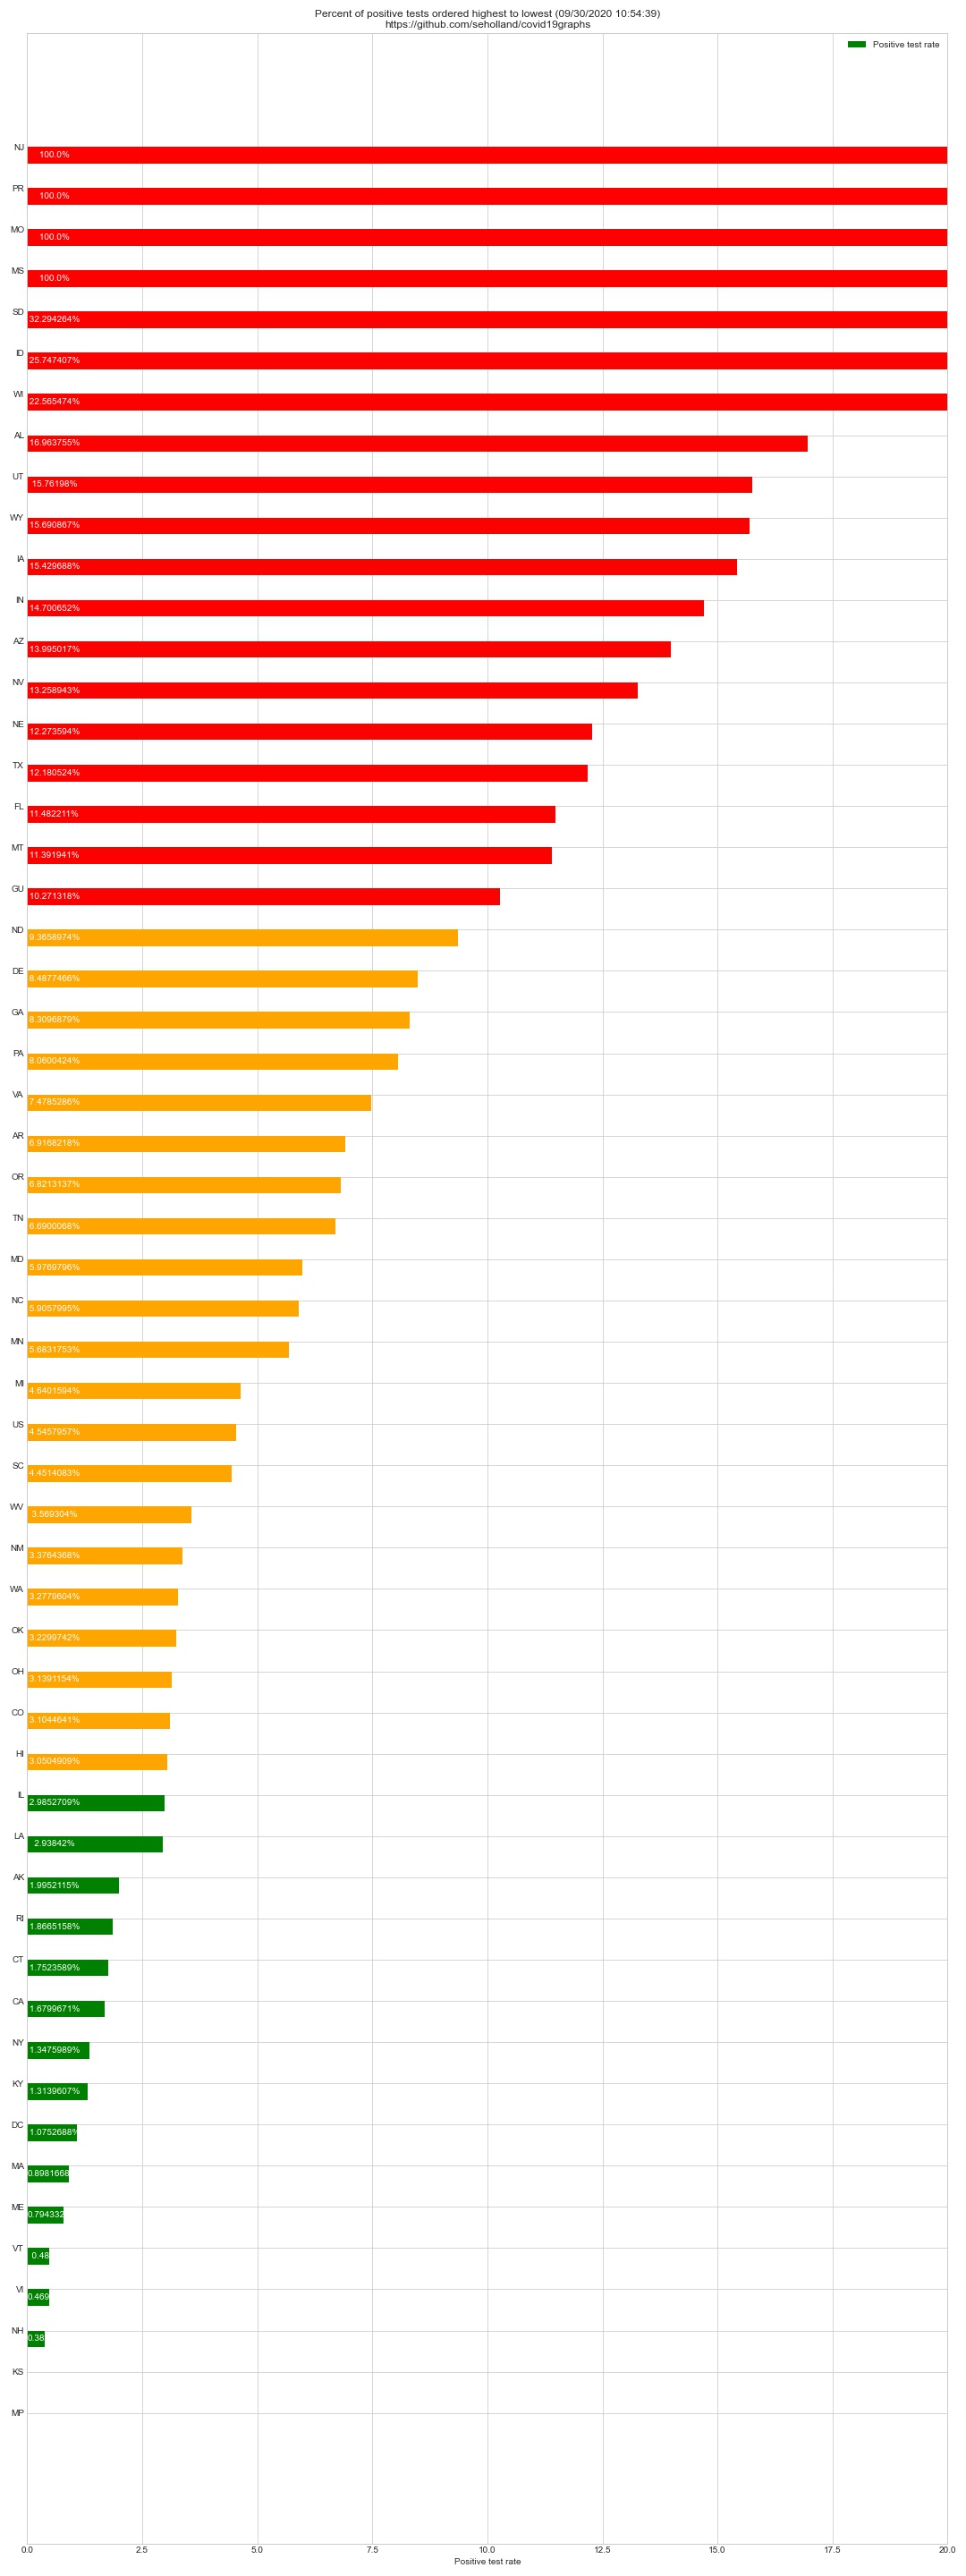 Percent of positive tests ordered highest to lowest (09/30/2020 10:54:39)
https://github.com/seholland/covid19graphs
Positive test rate
NJ 100.0%
PR 100.0%
MO 100.0%
MS 100.0%
SD 32.294264%
ID 25.747407%
WI 22.565474%
AL 16.963755%
UT 15.76198%
WY 15.690867%
IA 15.429688%
IN 14.700652%
AZ 13.995017%
NV 13.258943%
NE 12.273594%
TX 12.180524%
FL 11.482211%
MT 11.391941%
GU 10.271318%
ND 9.3658974%
DE 8.4877466%
GA 8.3096879%
PA 8.0600424%
VA 7.4785286%
AR 6.9168218%
OR 6.8213137%
TN 6.6900068%
MD 5.9769796%
NC 5.9057995%
MN 5.6831753%
MI 4.6401594%
US 4.5457957%
SC 4.4514083%
WV 3.569304%
NM 3.3764368%
WA 3.2779604%
OK 3.2299742%
OH 3.1391154%
CO 3.1044641%
HI 3.0504909%
IL 2.9852709%
LA 2.93842%
AK 1.9952115%
RI 1.8665158%
CT 1.7523589%
CA 1.6799671%
NY 1.3475989%
KY 1.3139607%
DC 1.0752688%
MA 0.8981668
ME 0.794332
VT 0.48
VI 0.469
NH 0.38
KS
MP
0.0 2.5 5.0 7.5 10.0 12.5 15.0 17.5 20.0
Positive test rate